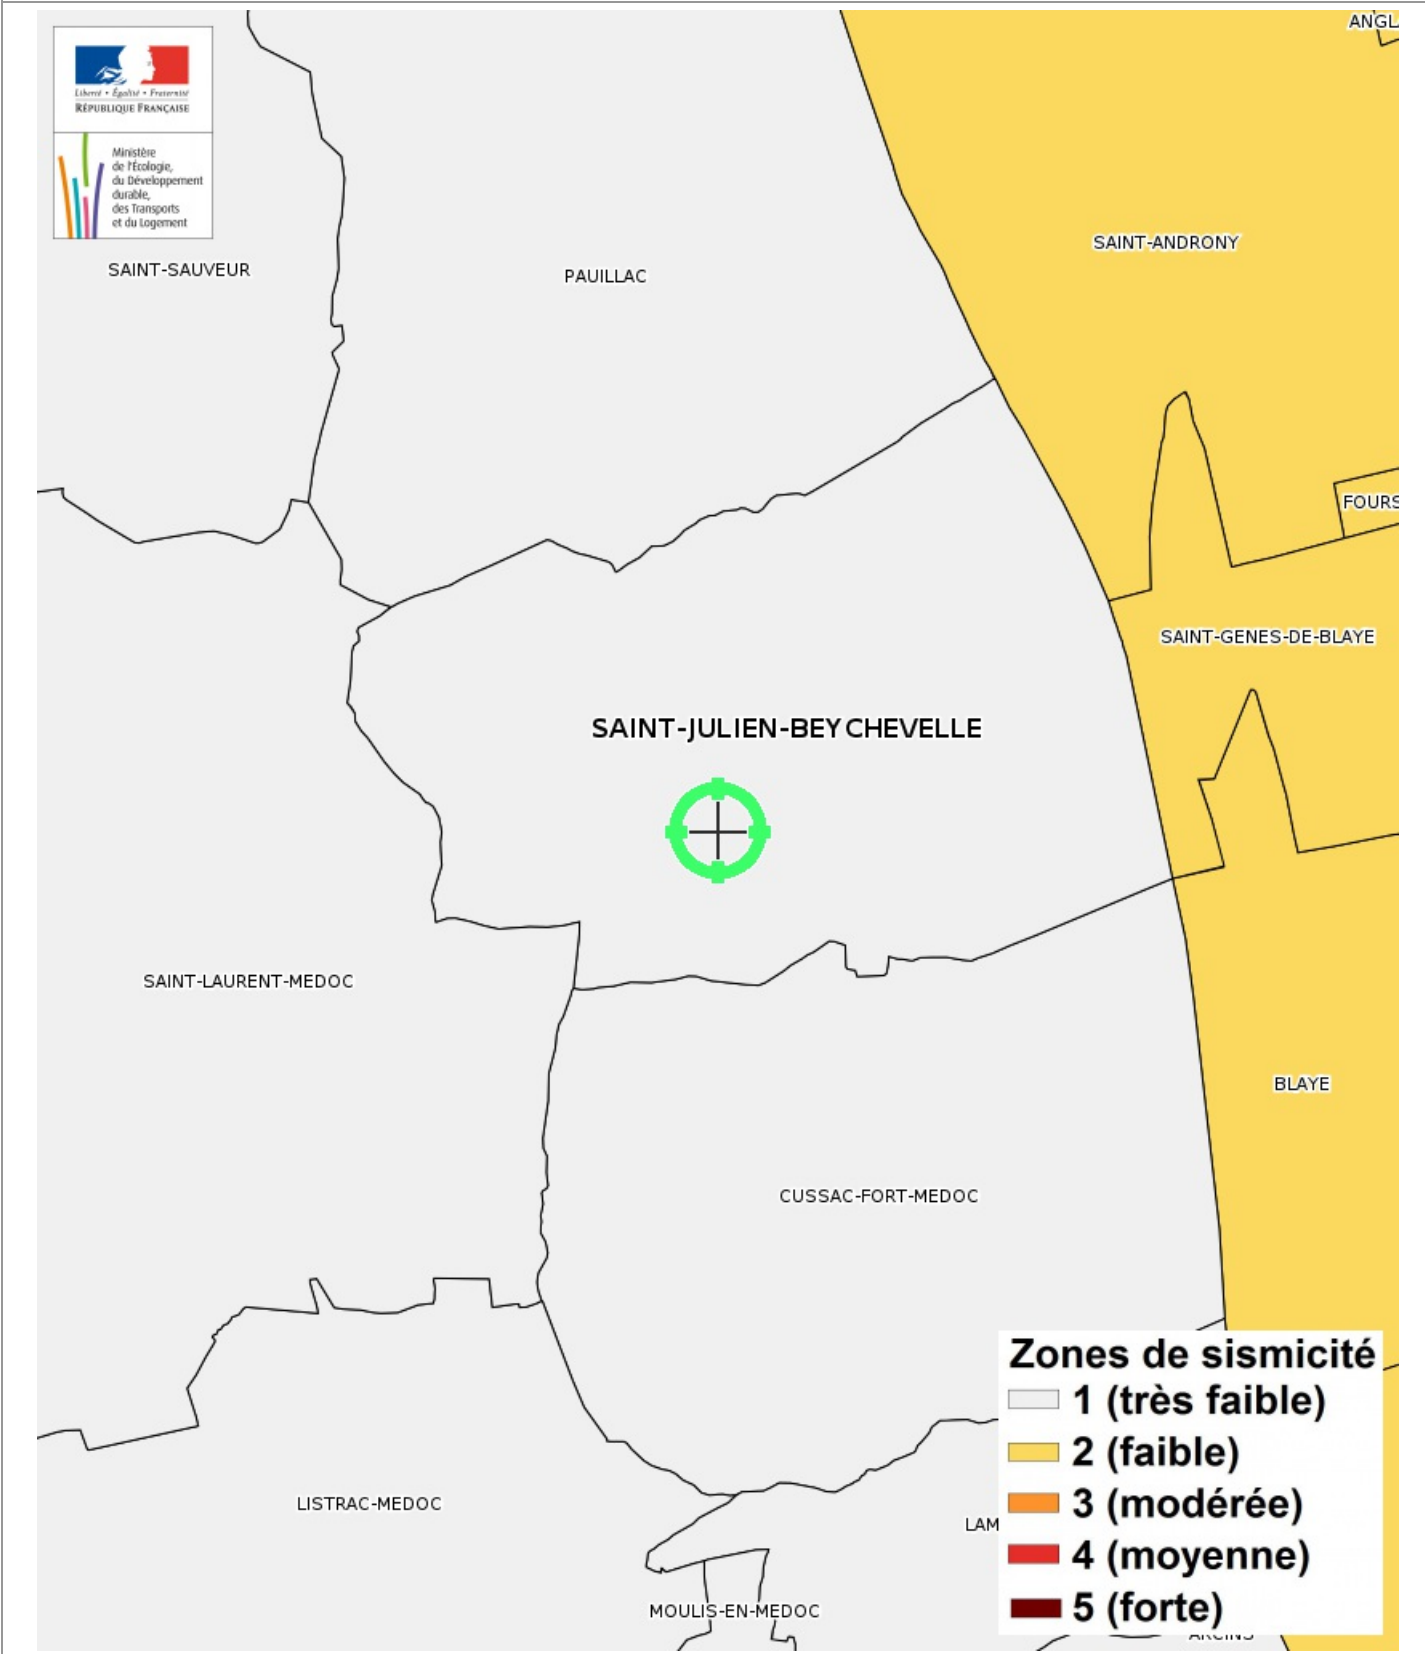 Liberté • Égalité • Fraternité
RÉPUBLIQUE FRANÇAISE
Ministère
de l'Écologie,
du Développement
durable,
des Transports
et du Logement
ANGL
SAINT-ANDRONY
SAINT-SAUVEUR
PAUILLAC
FOURS
SAINT-GENES-DE-BLAYE
SAINT-JULIEN-BEYCHEVELLE
SAINT-LAURENT-MEDOC
BLAYE
CUSSAC-FORT-MEDOC
LISTRAC-MEDOC
LAM
MOULIS-EN-MEDOC
ARCINS
Zones de sismicité
1 (très faible)
2 (faible)
3 (modérée)
4 (moyenne)
5 (forte)